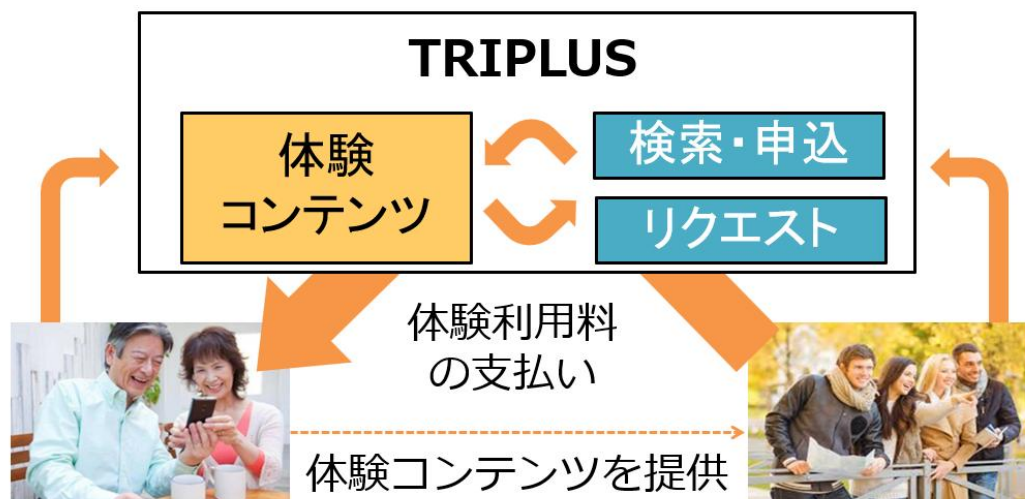 TRIPLUS
体験
コンテンツ
検索・申込
リクエスト
体験利用料
の支払い
体験コンテンツを提供